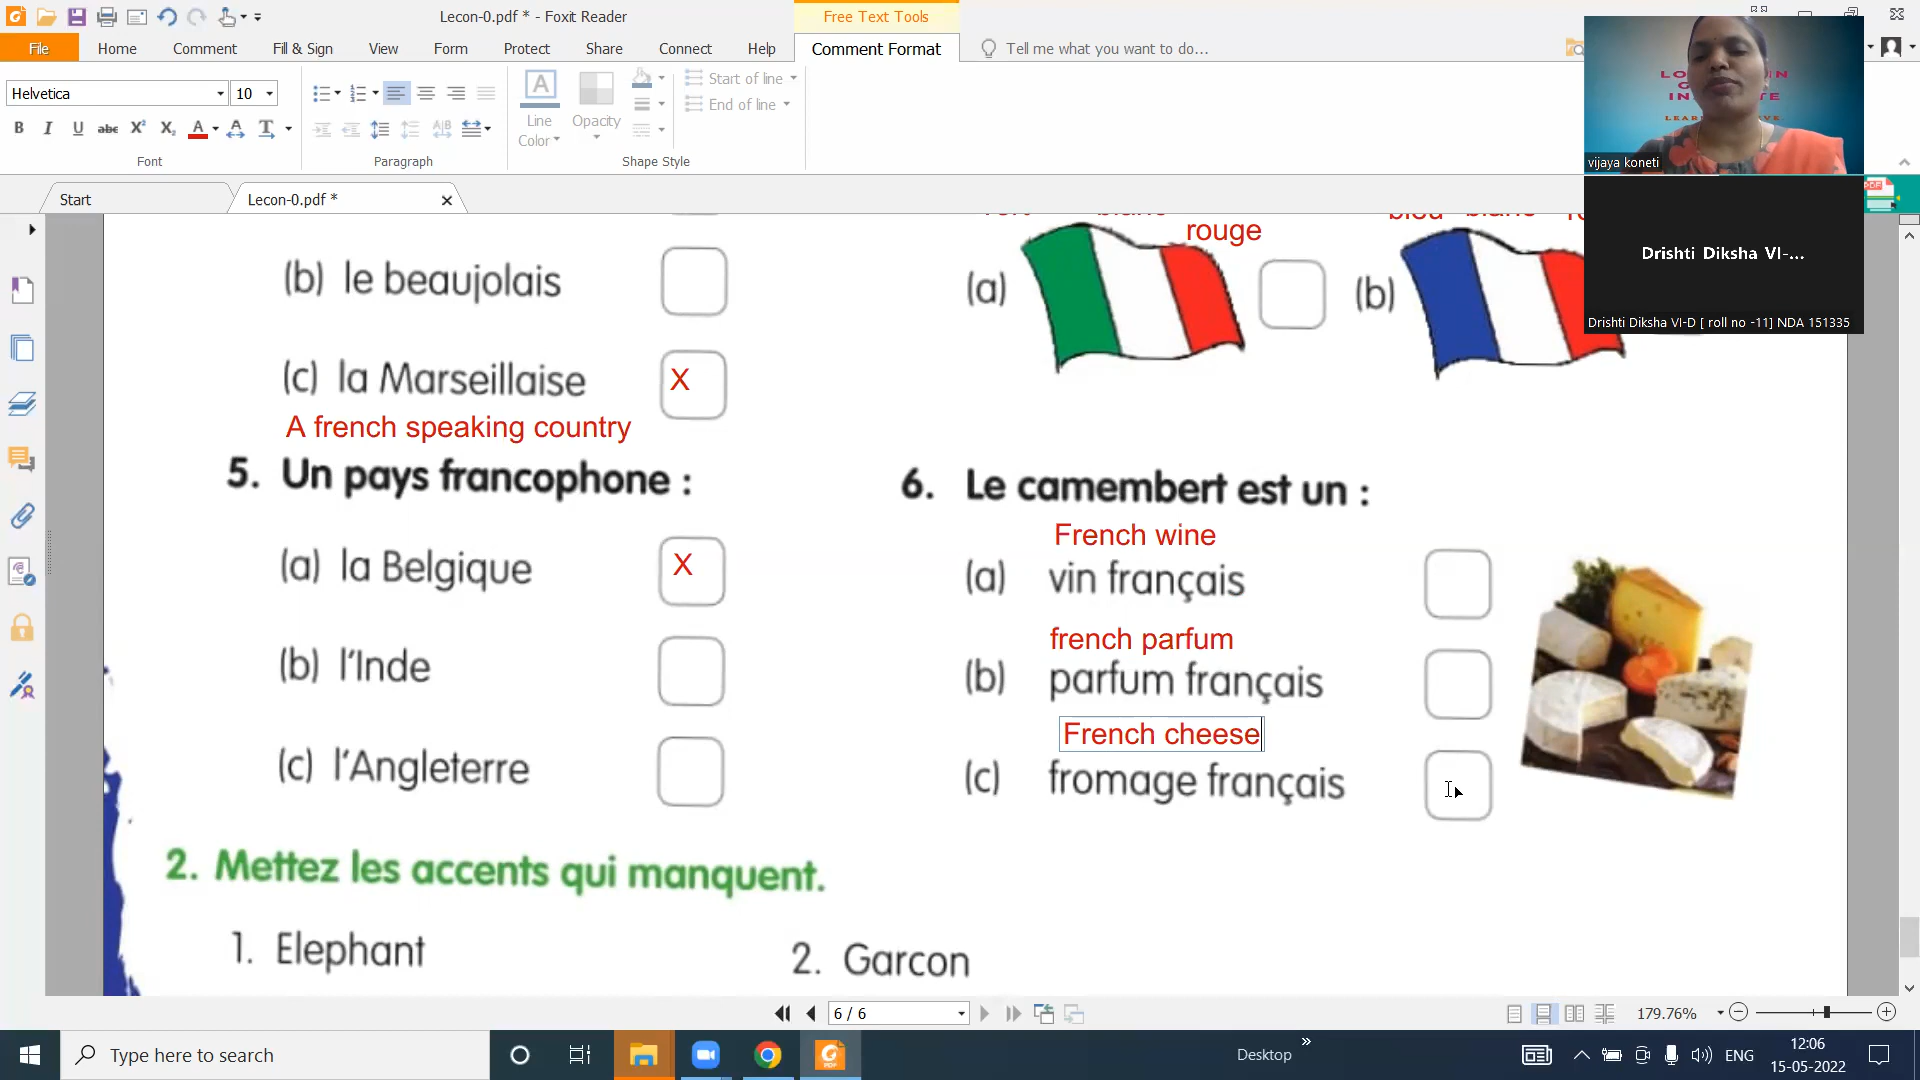 Lecon-0.pdf * - Foxit Reader
Free Text Tools
File Home Comment Fill & Sign View Form Protect Share Connect Help Comment Format Tell me what you want to do...
Helvetica 10
Start of line
End of line
Line Color
Opacity
Font Paragraph Shape Style
vijaya koneti
Start Lecon-0.pdf *
Drishti Diksha VI-...
Drishti Diksha VI-D [ roll no -11] NDA 151335
rouge
(b) le beaujolais
(a) (b)
(c) la Marseillaise X
A french speaking country
5. Un pays francophone :
(a) la Belgique X
(b) l'Inde
(c) l'Angleterre
6. Le camembert est un :
French wine
(a) vin français
french parfum
(b) parfum français
French cheese
(c) fromage français
2. Mettez les accents qui manquent.
1. Elephant 2. Garcon
6 / 6
179.76%
Type here to search
Desktop
ENG
12:06
15-05-2022